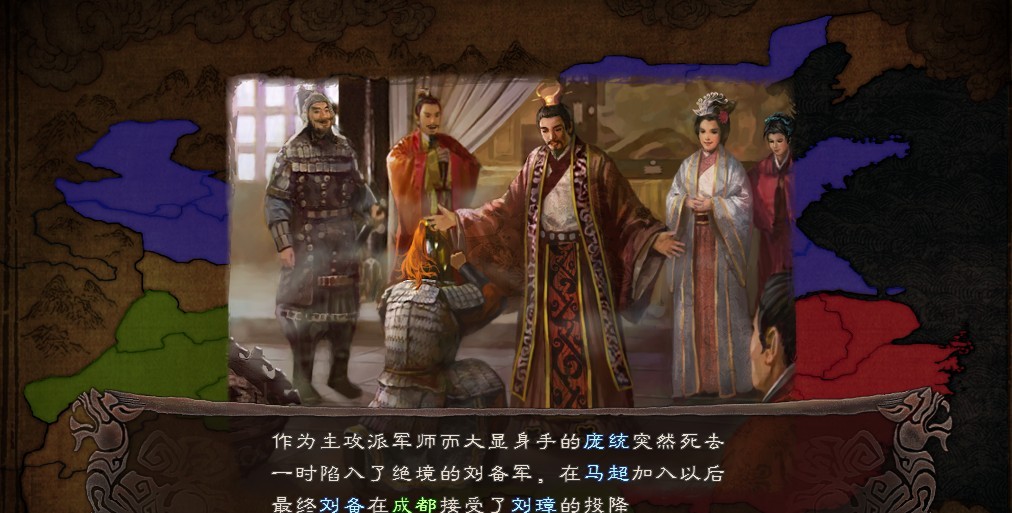 作为主攻派军师而大显身手的庞统突然死去
一时陷入了绝境的刘备军，在马超加入以后
最终刘备在成都接受了刘璋的投降